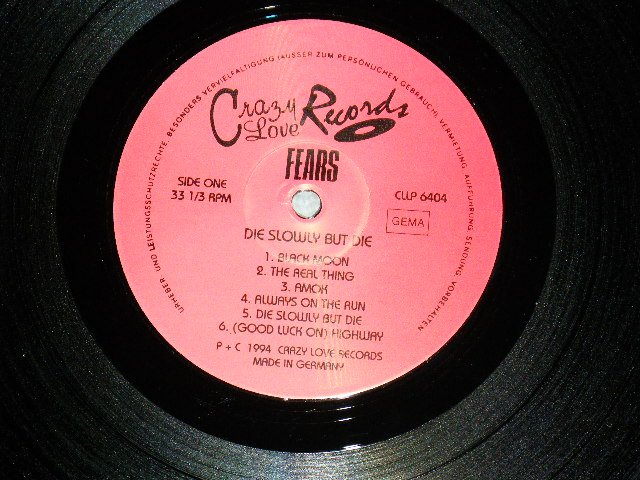 URHEBER UND LEISTUNGSSCHUTZRECHTE, BESONDERS VERVIELFÄLTIGUNG (AUSSER ZUM PERSÖNLICHEN GEBRAUCH), VERMIETUNG, AUFFÜHRUNG, SENDUNG VORBEHALTEN
Crazy Love Records
FEARS
SIDE ONE
33 1/3 RPM
CLLP 6404
GEMA
DIE SLOWLY BUT DIE
1. BLACK MOON
2. THE REAL THING
3. AMOK
4. ALWAYS ON THE RUN
5. DIE SLOWLY BUT DIE
6. (GOOD LUCK ON) HIGHWAY
P + C 1994 CRAZY LOVE RECORDS
MADE IN GERMANY